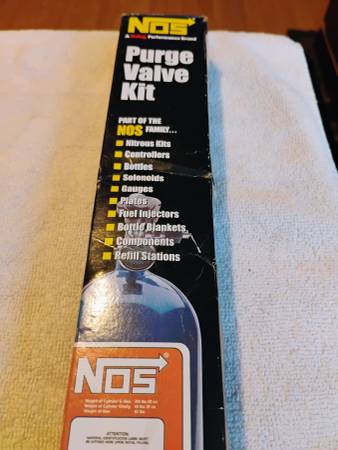 NOS
A Holley Performance Brand
Purge
Valve
Kit
PART OF THE
NOS FAMILY...
Nitrous Kits
Controllers
Bottles
Solenoids
Gauges
Plates
Fuel Injectors
Bottle Blankets
Components
Refill Stations
NOS
ATTENTION